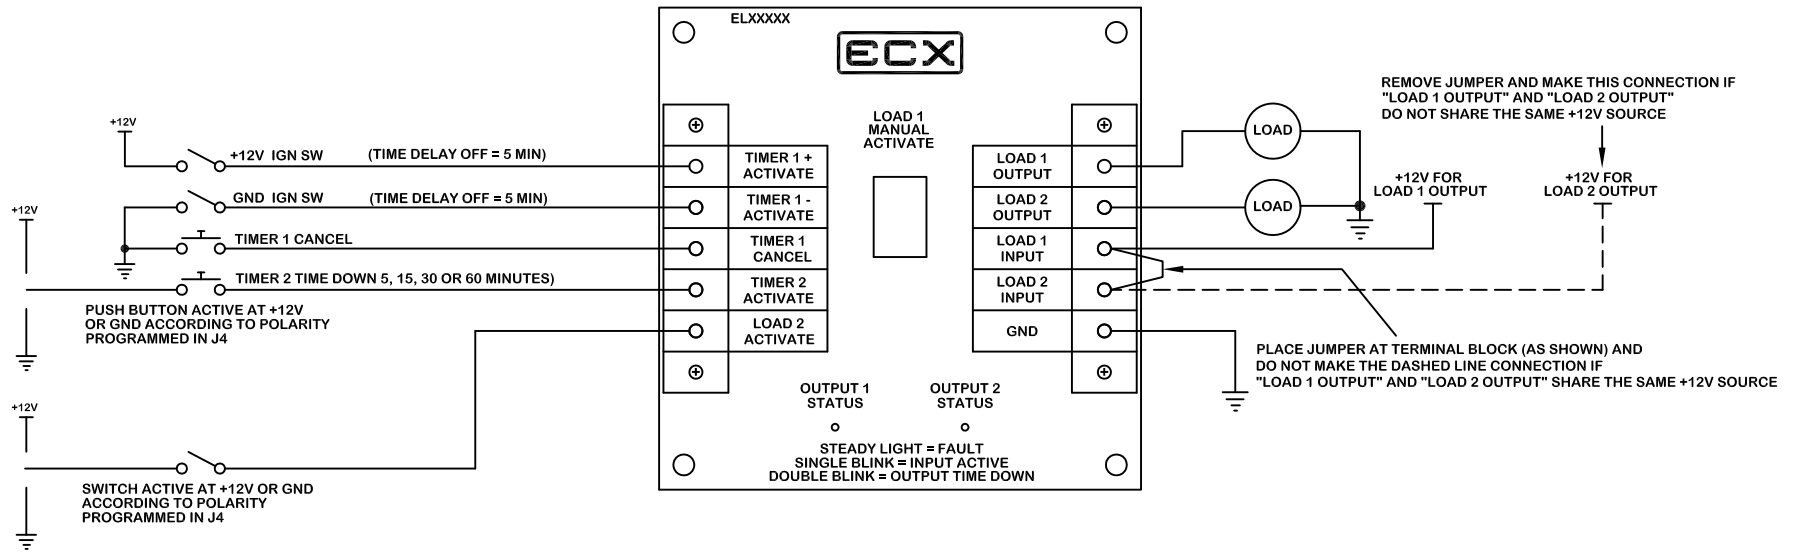 ELXXXXX
ECX
LOAD 1
MANUAL
ACTIVATE
+12V
+12V IGN SW (TIME DELAY OFF = 5 MIN)
GND IGN SW (TIME DELAY OFF = 5 MIN)
+12V
TIMER 1 CANCEL
TIMER 2 TIME DOWN 5, 15, 30 OR 60 MINUTES)
PUSH BUTTON ACTIVE AT +12V
OR GND ACCORDING TO POLARITY
PROGRAMMED IN J4
+12V
SWITCH ACTIVE AT +12V OR GND
ACCORDING TO POLARITY
PROGRAMMED IN J4
TIMER 1 +
ACTIVATE
TIMER 1 -
ACTIVATE
TIMER 1
CANCEL
TIMER 2
ACTIVATE
LOAD 2
ACTIVATE
LOAD 1
OUTPUT
LOAD 2
OUTPUT
LOAD 1
INPUT
LOAD 2
INPUT
GND
OUTPUT 1
STATUS
OUTPUT 2
STATUS
STEADY LIGHT = FAULT
SINGLE BLINK = INPUT ACTIVE
DOUBLE BLINK = OUTPUT TIME DOWN
LOAD
LOAD
REMOVE JUMPER AND MAKE THIS CONNECTION IF
"LOAD 1 OUTPUT" AND "LOAD 2 OUTPUT"
DO NOT SHARE THE SAME +12V SOURCE
+12V FOR
LOAD 1 OUTPUT
+12V FOR
LOAD 2 OUTPUT
PLACE JUMPER AT TERMINAL BLOCK (AS SHOWN) AND
DO NOT MAKE THE DASHED LINE CONNECTION IF
"LOAD 1 OUTPUT" AND "LOAD 2 OUTPUT" SHARE THE SAME +12V SOURCE